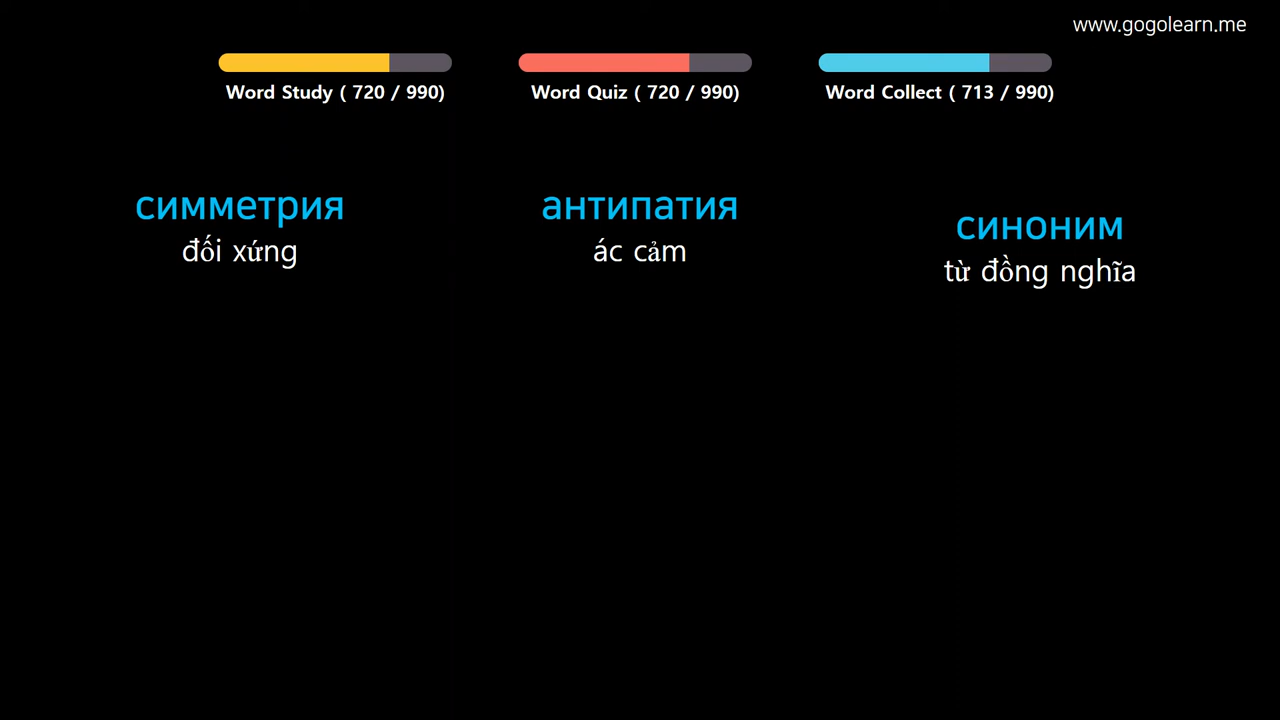 www.gogolearn.me
Word Study ( 720 / 990)
Word Quiz ( 720 / 990)
Word Collect ( 713 / 990)
симметрия
đối xứng
антипатия
ác cảm
синоним
từ đồng nghĩa